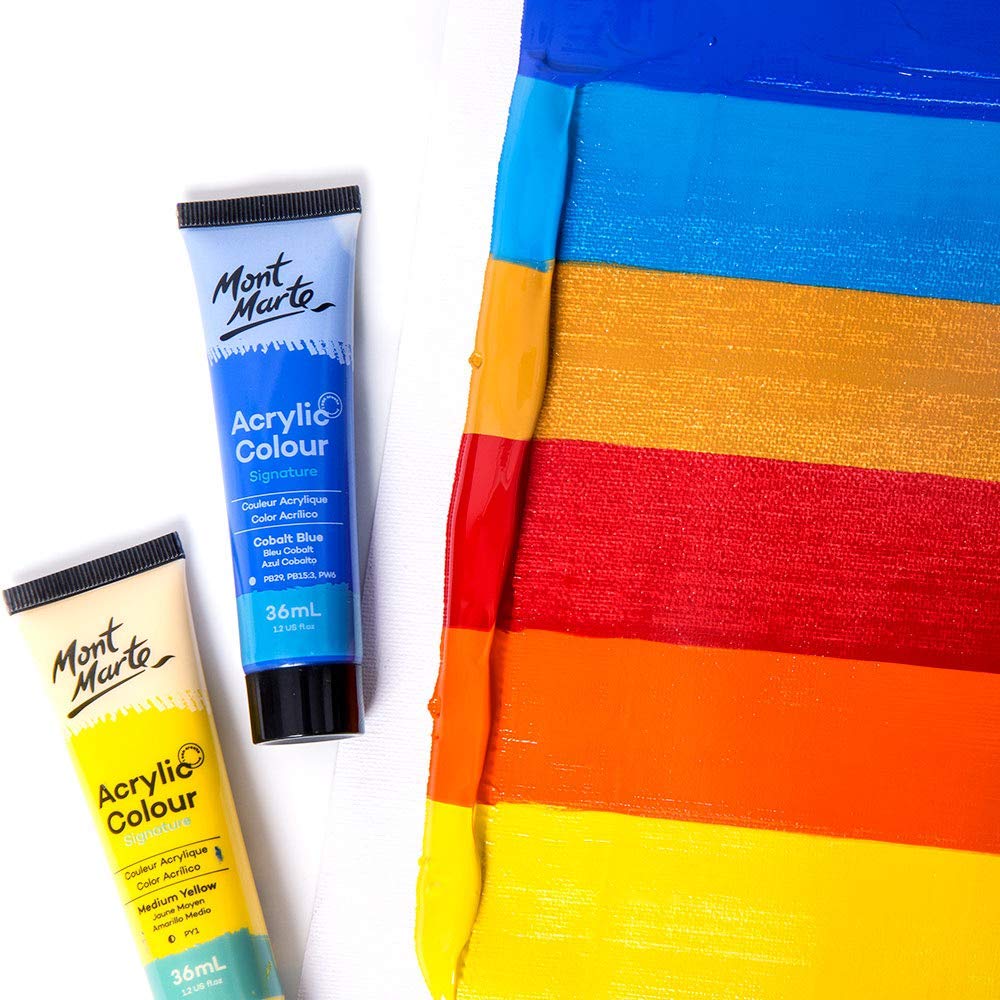 Mont
Marte
Acrylic
Colour
Signature
Couleur Acrylique
Color Acrílico
Cobalt Blue
Bleu Cobalt
Azul Cobalto
PB29, PB15:3, PW6
36mL
1.2 US fl.oz
Mont
Marte
Acrylic
Colour
Signature
Couleur Acrylique
Color Acrílico
Medium Yellow
Jaune Moyen
Amarillo Medio
PY1
36mL
1.2 US fl.oz